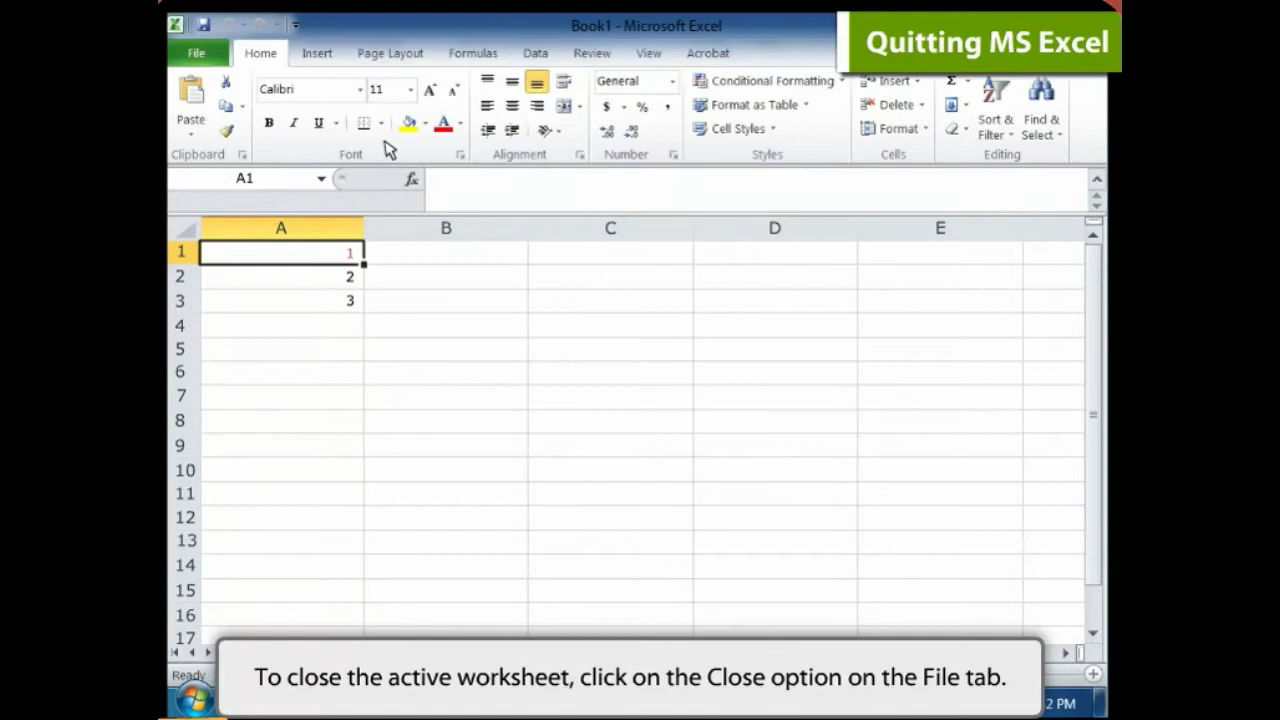 Book1 - Microsoft Excel
Quitting MS Excel
File Home Insert Page Layout Formulas Data Review View Acrobat
Calibri 11 General Conditional Formatting Insert Σ
Paste $ % , Format as Table Delete Sort & Find &
B I U A Cell Styles Format Filter Select
Clipboard Font Alignment Number Styles Cells Editing
A1 fx
A B C D E
1 1
2 2
3 3
4
5
6
7
8
9
10
11
12
13
14
15
16
17
Ready
To close the active worksheet, click on the Close option on the File tab.
2 PM